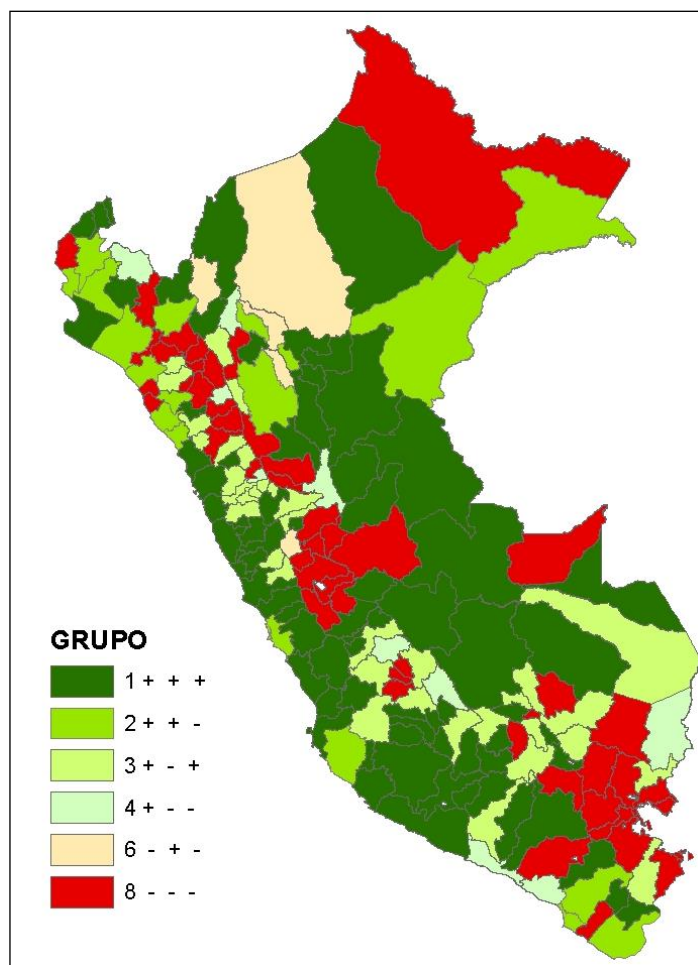 GRUPO
1 + + +
2 + + -
3 + - +
4 + - -
6 - + -
8 - - -